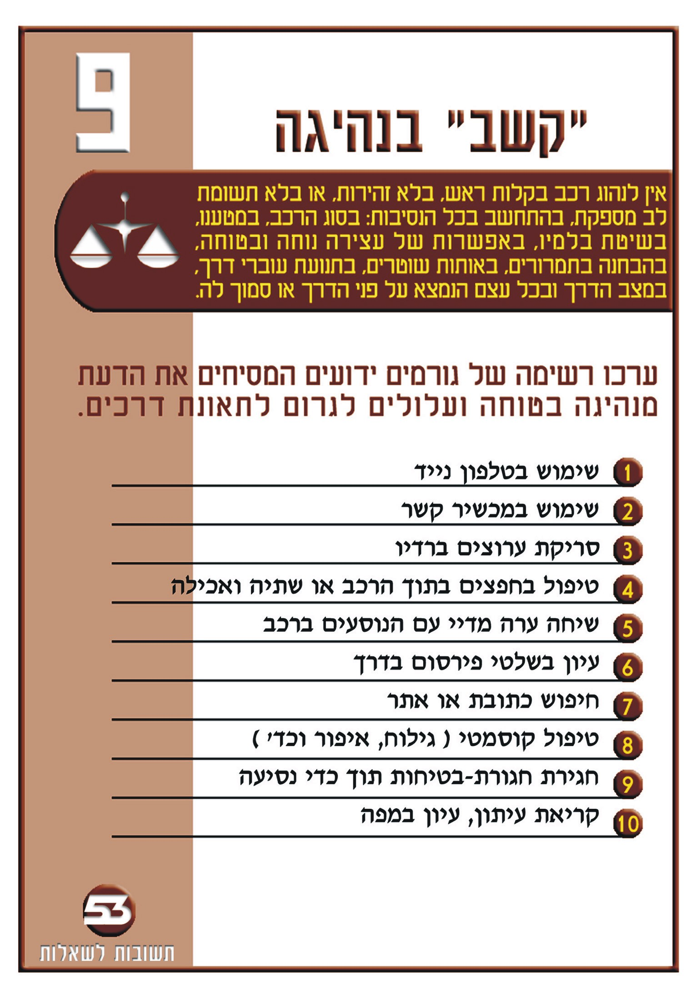 9
"קשב" בנהיגה
אין לנהוג רכב בקלות ראש, בלא זהירות, או בלא תשומת
לב מספקת, בהתחשב בכל הנסיבות: בסוג הרכב, במטענו,
בשיטת בלמיו, באפשרות של עצירה נוחה ובטוחה,
בהבחנה בתמרורים, באותות שוטרים, בתנועת עוברי דרך,
במצב הדרך ובכל עצם הנמצא על פני הדרך או סמוך לה.
ערכו רשימה של גורמים ידועים המסיחים את הדעת
מנהיגה בטוחה ועלולים לגרום לתאונת דרכים.
1 שימוש בטלפון נייד
2 שימוש במכשיר קשר
3 סריקת ערוצים ברדיו
4 טיפול בחפצים בתוך הרכב או שתיה ואכילה
5 שיחה ערה מדיי עם הנוסעים ברכב
6 עיון בשלטי פירסום בדרך
7 חיפוש כתובת או אתר
8 טיפול קוסמטי ( גילוח, איפור וכד' )
9 חגירת חגורת-בטיחות תוך כדי נסיעה
10 קריאת עיתון, עיון במפה
53
תשובות לשאלות